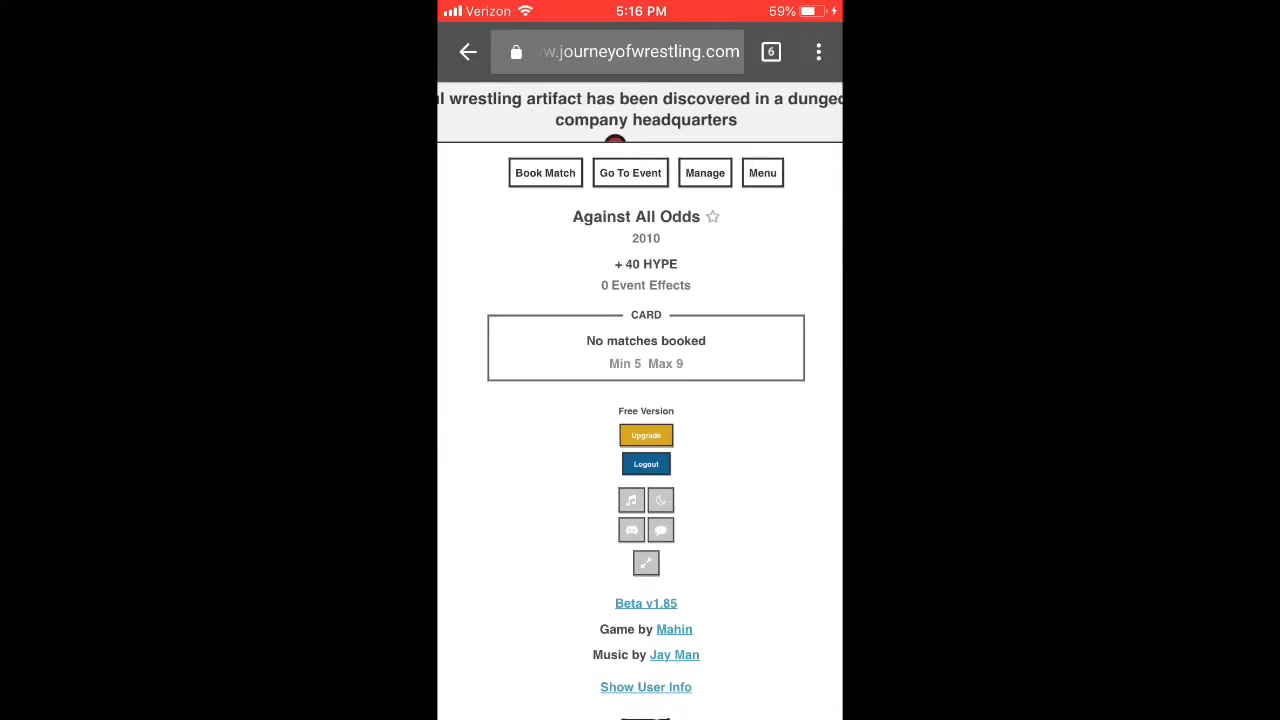 Verizon 5:16 PM 59%
w.journeyofwrestling.com 6
wrestling artifact has been discovered in a
company headquarters
Book Match Go To Event Manage Menu
Against All Odds
2010
+ 40 HYPE
0 Event Effects
CARD
No matches booked
Min 5 Max 9
Free Version
Upgrade
Logout
Beta v1.85
Game by Mahin
Music by Jay Man
Show User Info